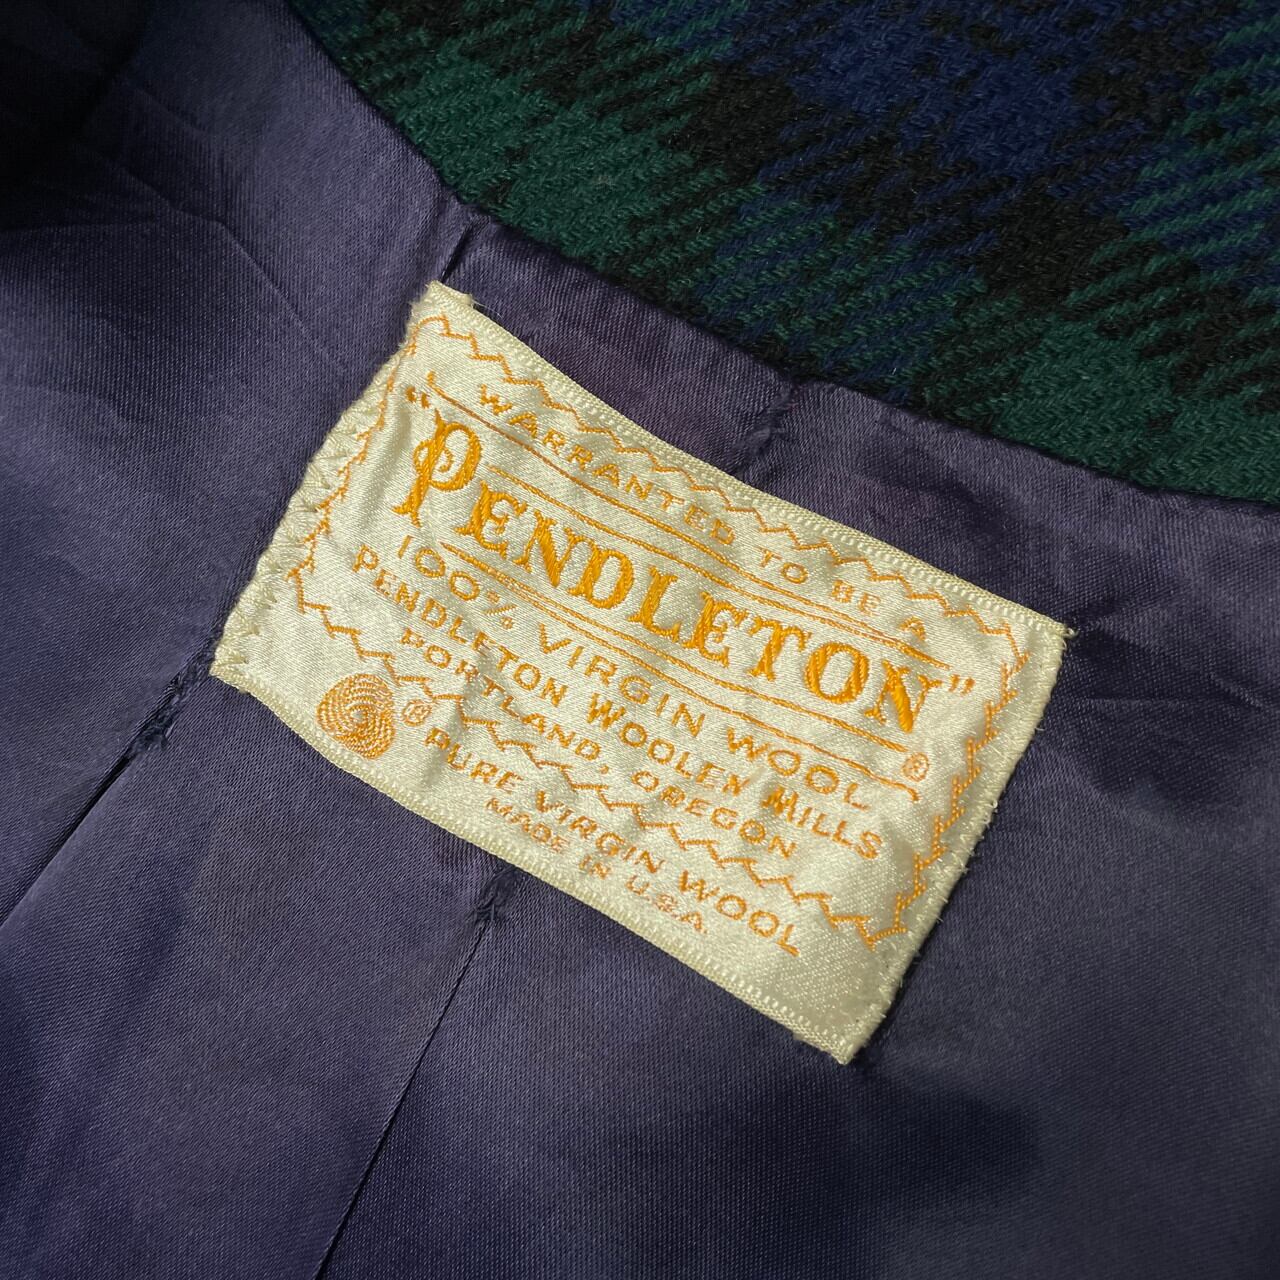 WARRANTED TO BE A
"PENDLETON"®
100% VIRGIN WOOL
PENDLETON WOOLEN MILLS
PORTLAND, OREGON
® PURE VIRGIN WOOL
MADE IN U.S.A.